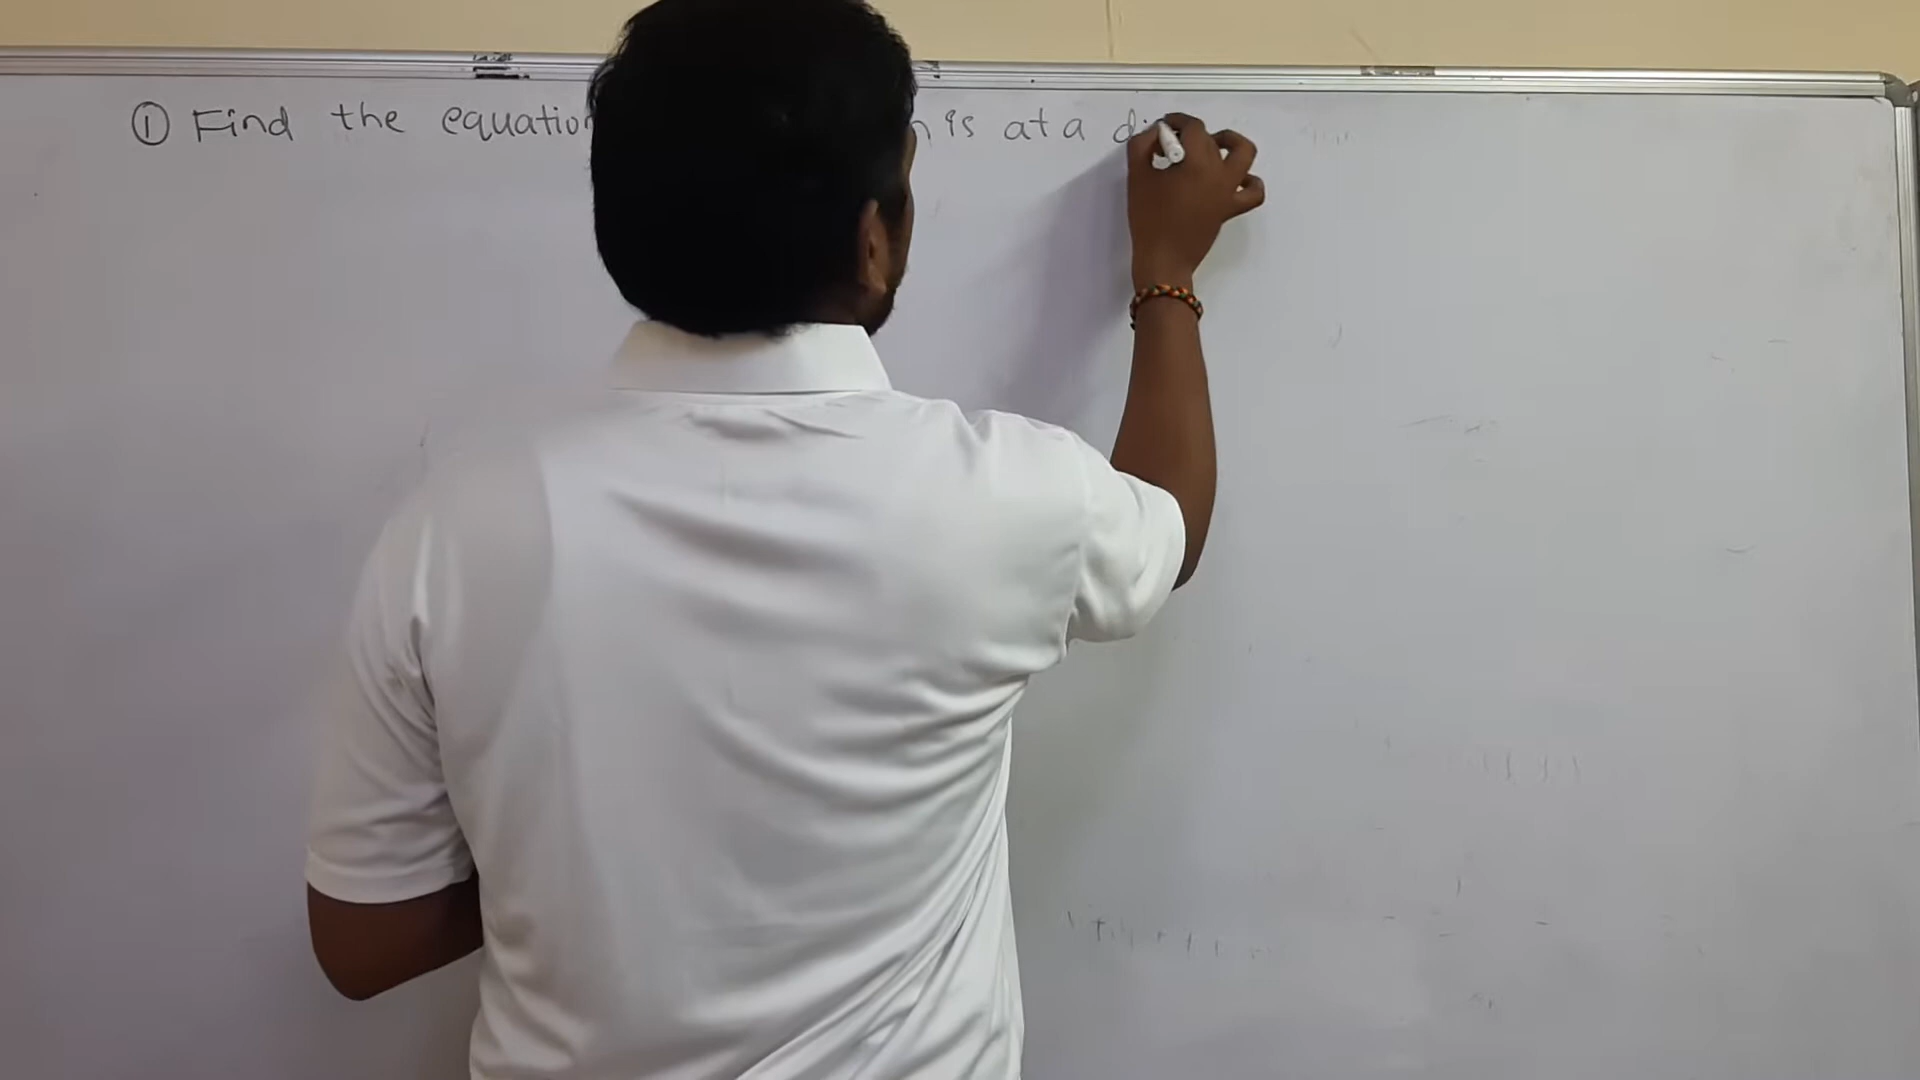 ① Find the equation is at a